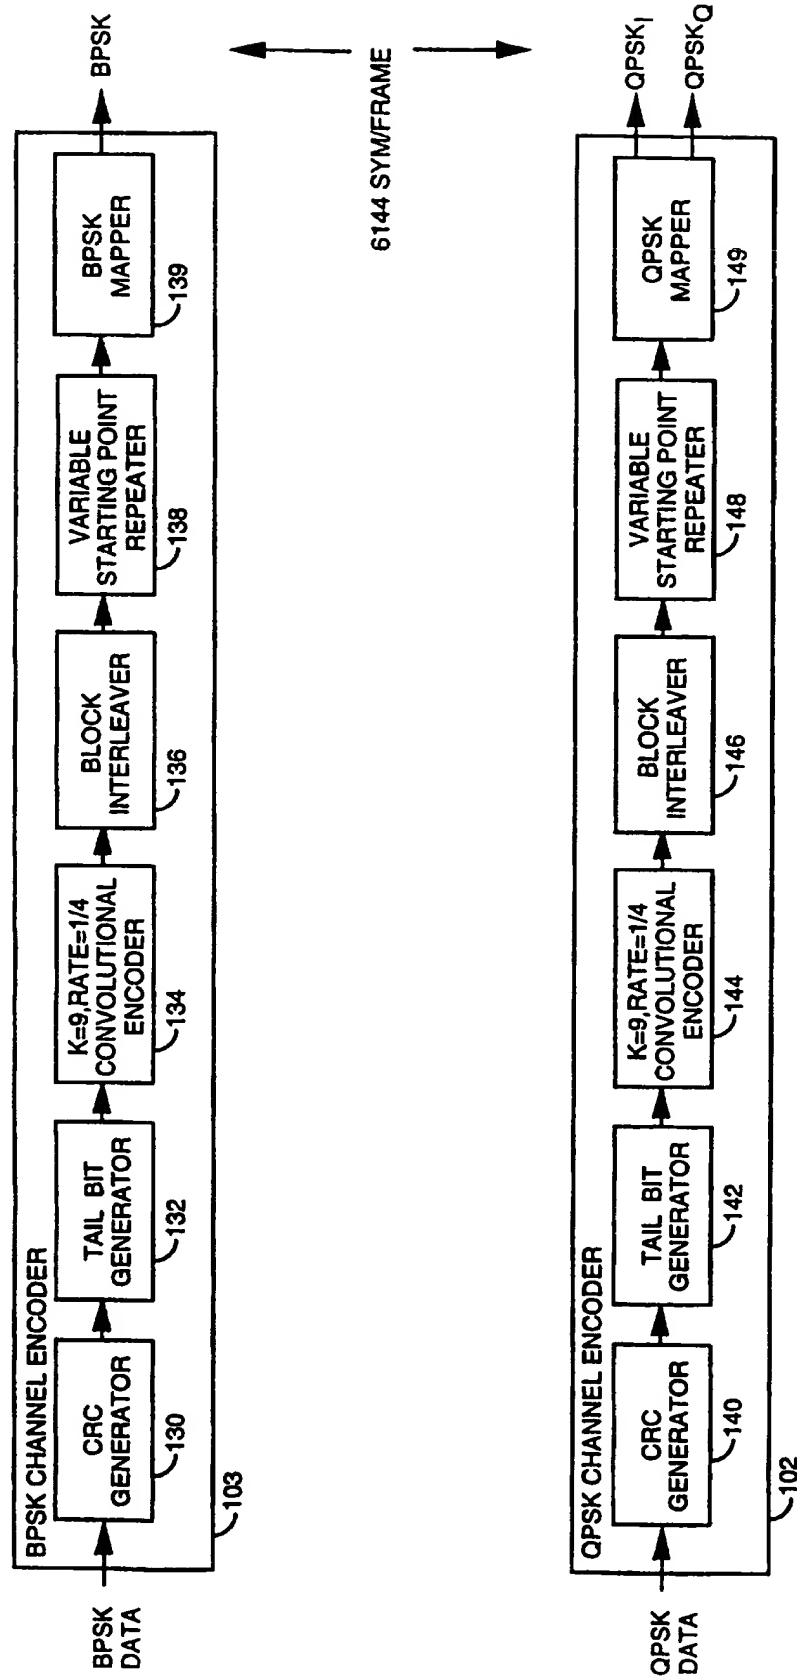 BPSK CHANNEL ENCODER
BPSK
DATA
CRC
GENERATOR
130
TAIL BIT
GENERATOR
132
K=9,RATE=1/4
CONVOLUTIONAL
ENCODER
134
BLOCK
INTERLEAVER
136
VARIABLE
STARTING POINT
REPEATER
138
BPSK
MAPPER
139
BPSK
103
6144 SYM/FRAME
QPSK CHANNEL ENCODER
QPSK
DATA
CRC
GENERATOR
140
TAIL BIT
GENERATOR
142
K=9,RATE=1/4
CONVOLUTIONAL
ENCODER
144
BLOCK
INTERLEAVER
146
VARIABLE
STARTING POINT
REPEATER
148
QPSK
MAPPER
149
QPSKI
QPSKQ
102